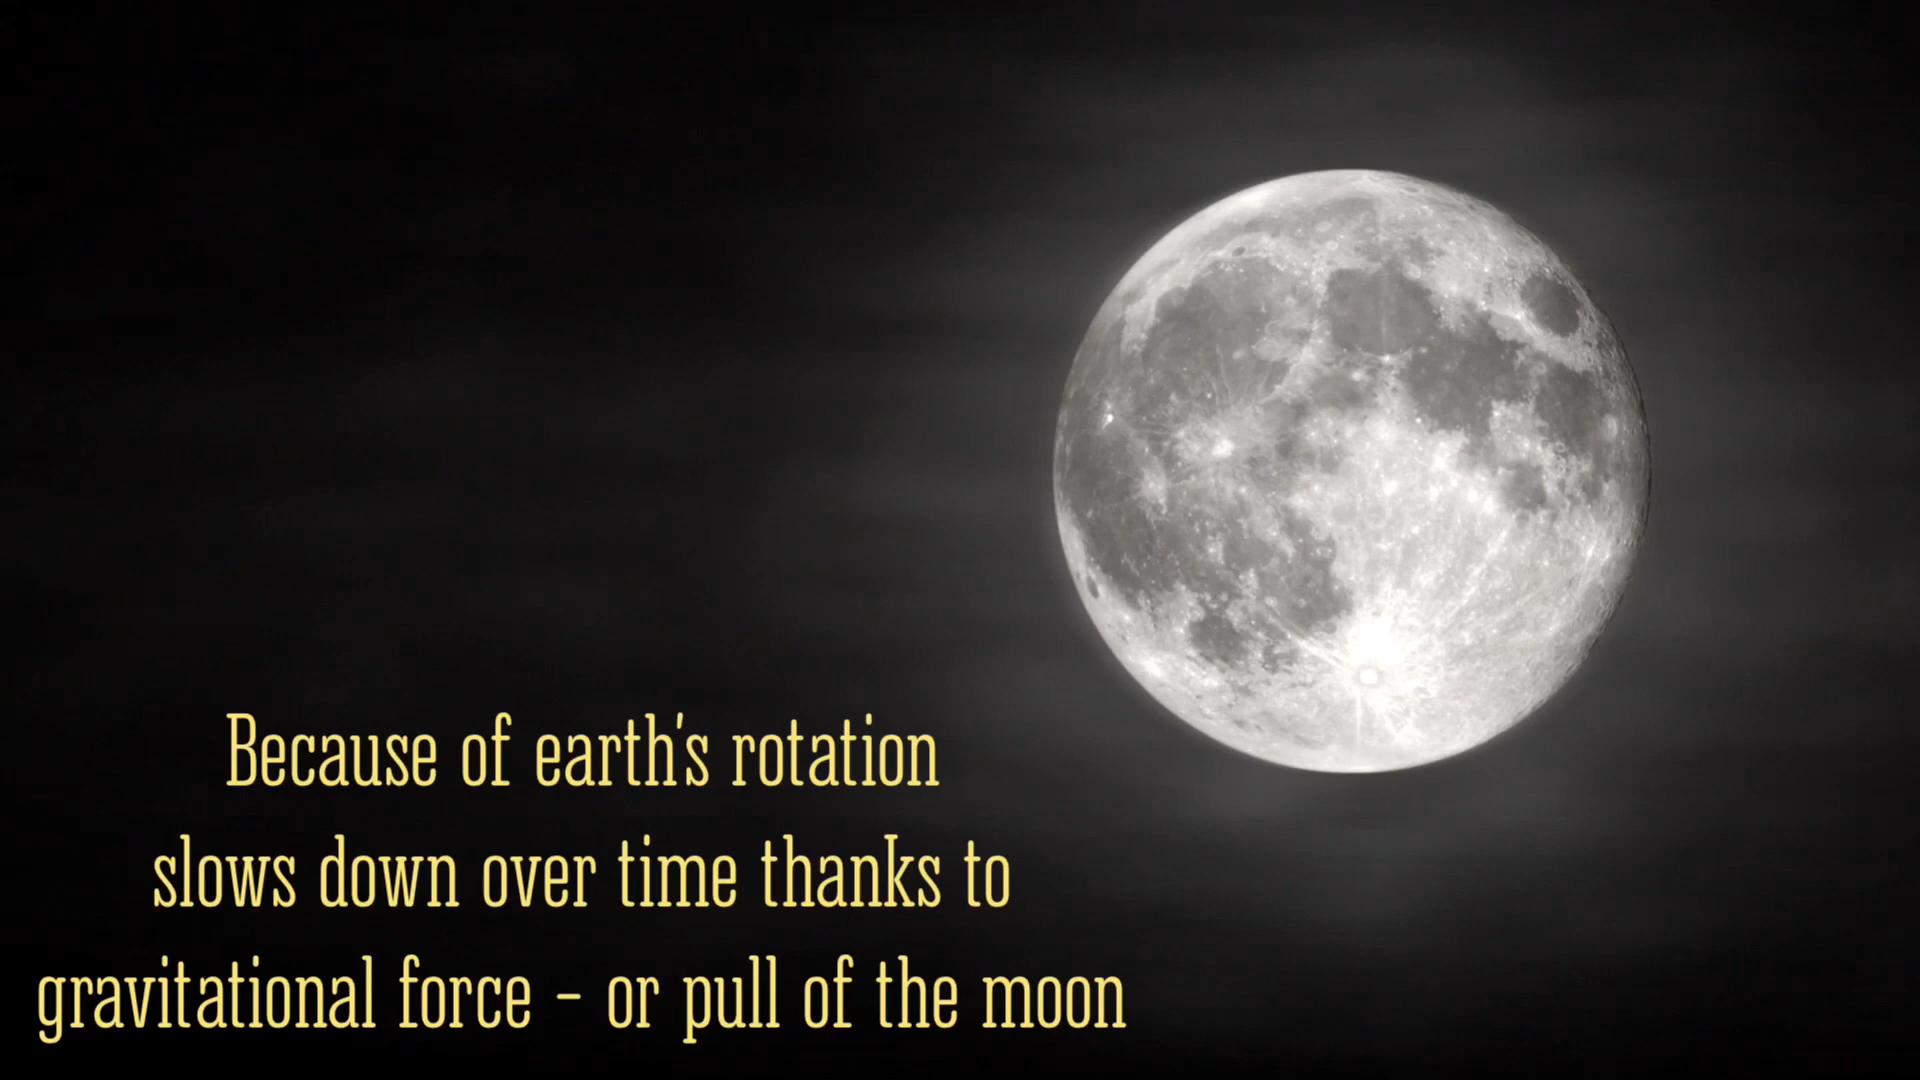 Because of earth's rotation
slows down over time thanks to
gravitational force - or pull of the moon